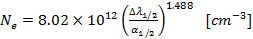 N_e = 8.02 × 10^12 (Δλ_1/2 / α_1/2)^1.488 [cm^-3]